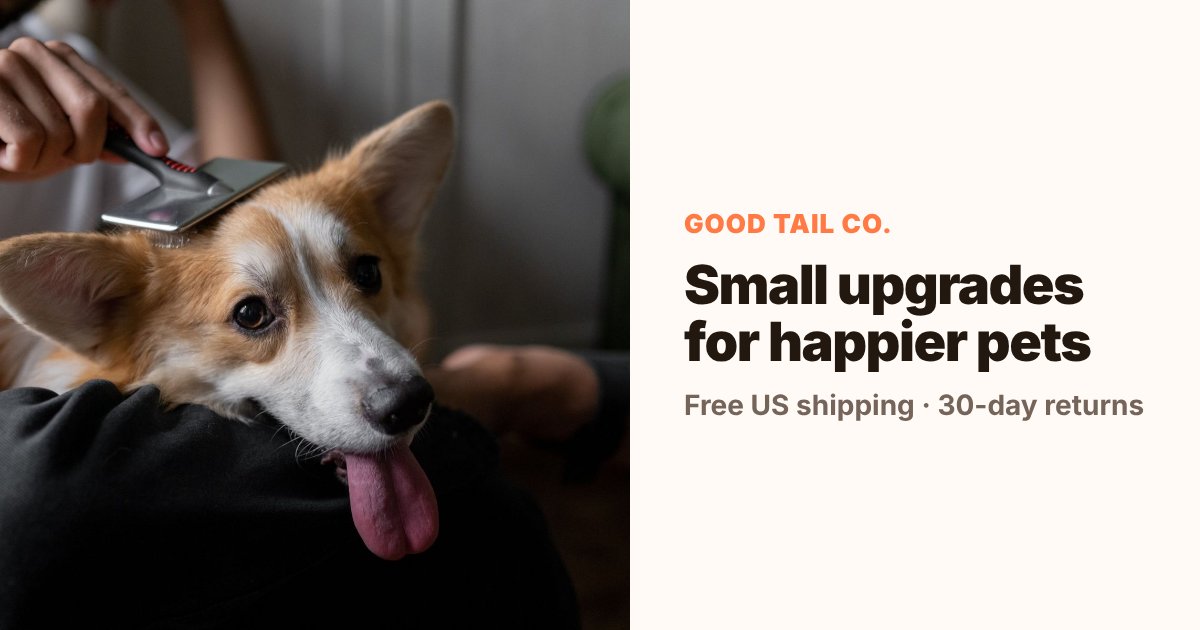 GOOD TAIL CO.
Small upgrades
for happier pets
Free US shipping · 30-day returns